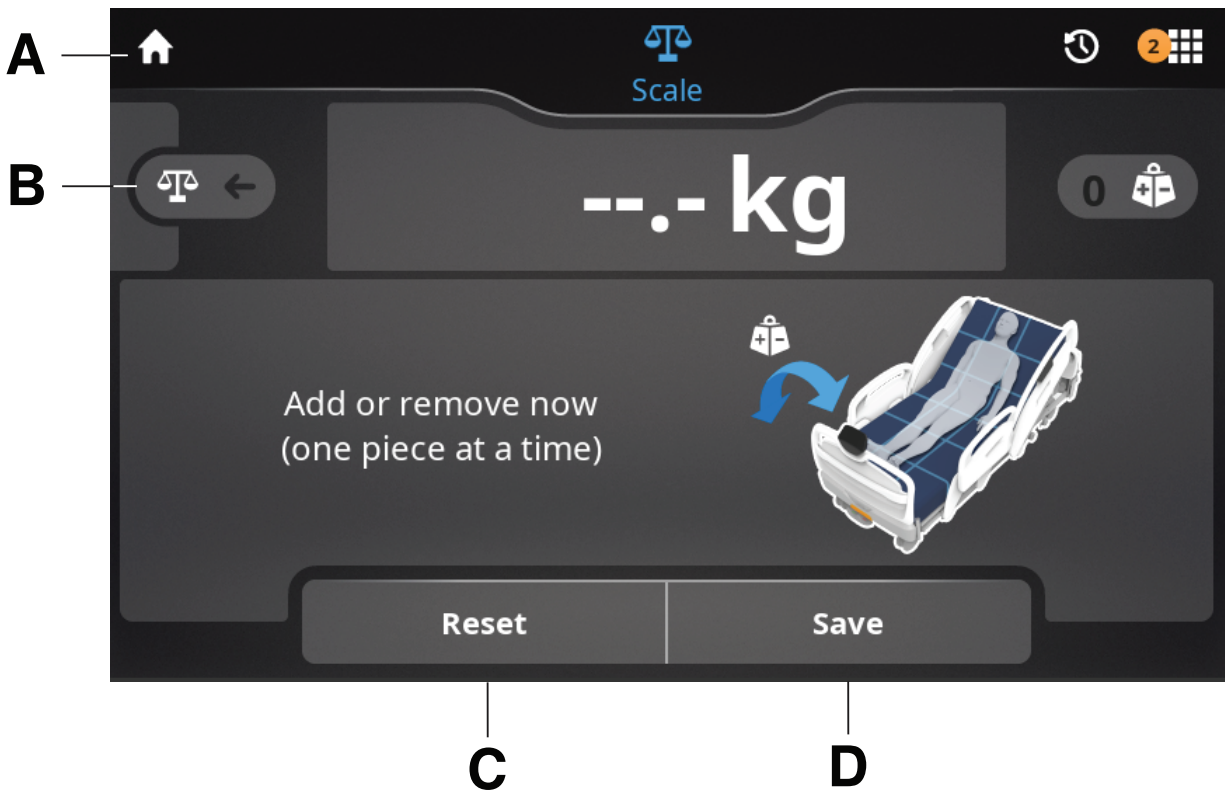 A
2
Scale
B
--.- kg
0
+ -
+ -
Add or remove now
(one piece at a time)
Reset
Save
C
D